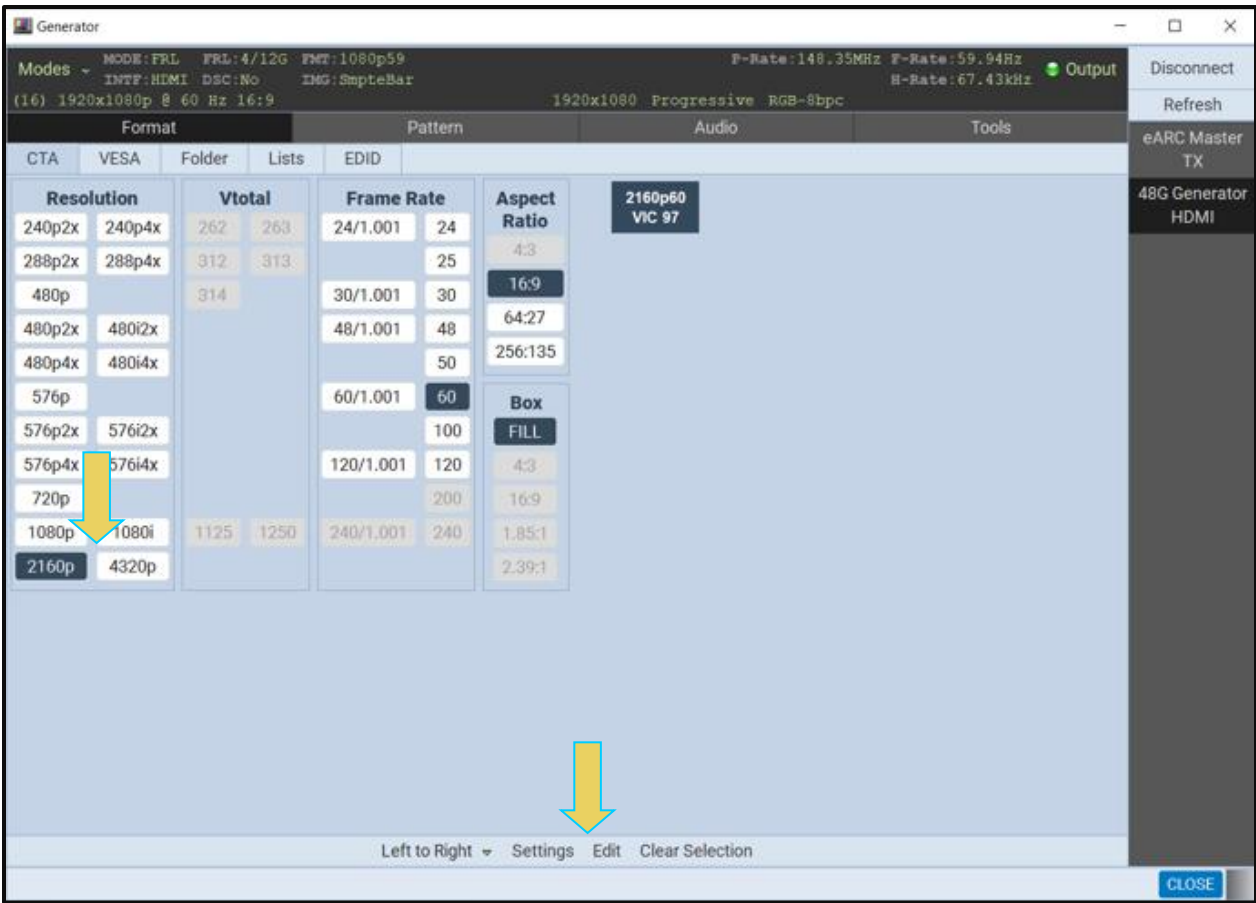 Generator
Modes MODE:FRL FRL:4/12G FMT:1080p59 P-Rate:148.35MHz F-Rate:59.94Hz Output
INTF:HDMI DSC:No IMG:SmpteBar H-Rate:67.43kHz
(16) 1920x1080p @ 60 Hz 16:9 1920x1080 Progressive RGB-8bpc
Disconnect
Refresh
eARC Master
TX
48G Generator
HDMI
Format Pattern Audio Tools
CTA VESA Folder Lists EDID
Resolution
240p2x 240p4x
288p2x 288p4x
480p
480p2x 480i2x
480p4x 480i4x
576p
576p2x 576i2x
576p4x 576i4x
720p
1080p 1080i
2160p 4320p
Vtotal
262 263
312 313
314
1125 1250
Frame Rate
24/1.001 24
25
30/1.001 30
48/1.001 48
50
60/1.001 60
100
120/1.001 120
200
240/1.001 240
Aspect
Ratio
4:3
16:9
64:27
256:135
Box
FILL
4:3
16:9
1.85:1
2.39:1
2160p60
VIC 97
Left to Right Settings Edit Clear Selection
CLOSE